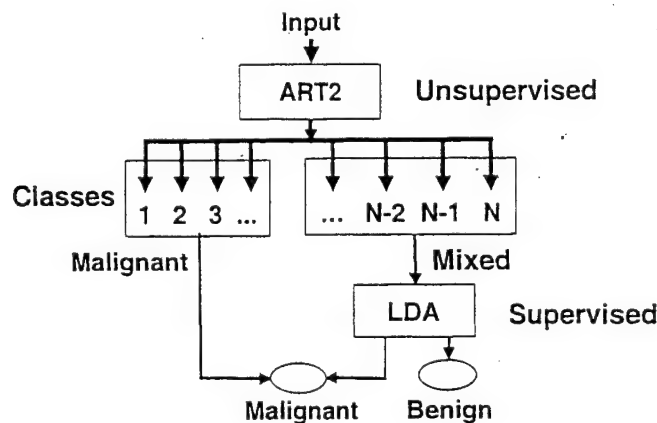 Input
ART2
Unsupervised
Classes
1 2 3 ...
... N-2 N-1 N
Malignant
Mixed
LDA
Supervised
Malignant
Benign